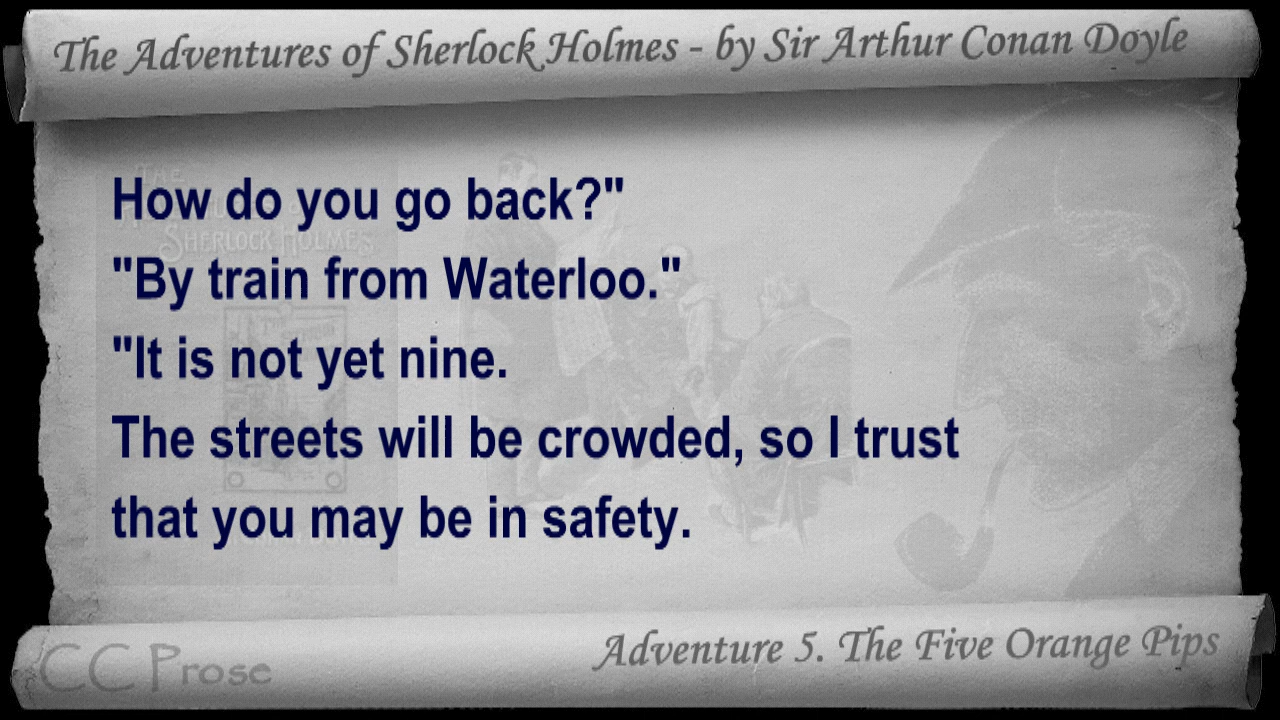 The Adventures of Sherlock Holmes - by Sir Arthur Conan Doyle
How do you go back?"
"By train from Waterloo."
"It is not yet nine.
The streets will be crowded, so I trust
that you may be in safety.
CC Prose
Adventure 5. The Five Orange Pips